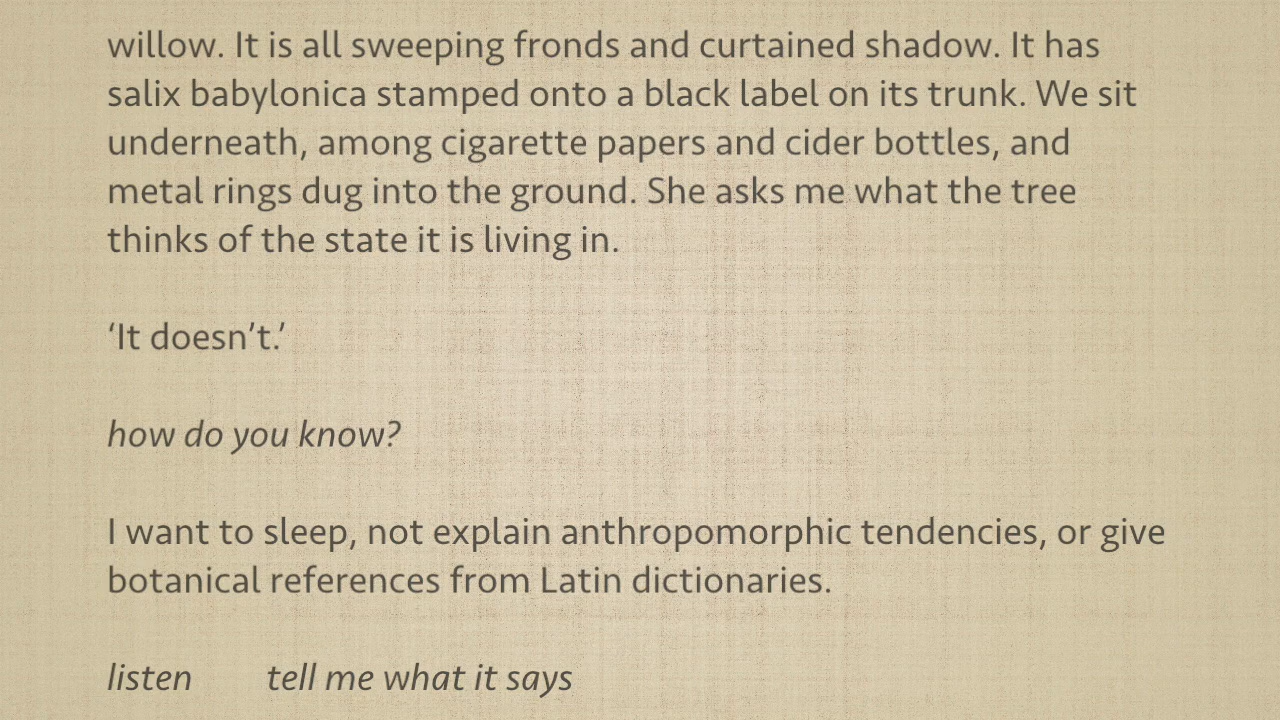 willow. It is all sweeping fronds and curtained shadow. It has
salix babylonica stamped onto a black label on its trunk. We sit
underneath, among cigarette papers and cider bottles, and
metal rings dug into the ground. She asks me what the tree
thinks of the state it is living in.
‘It doesn’t.’
how do you know?
I want to sleep, not explain anthropomorphic tendencies, or give
botanical references from Latin dictionaries.
listen tell me what it says